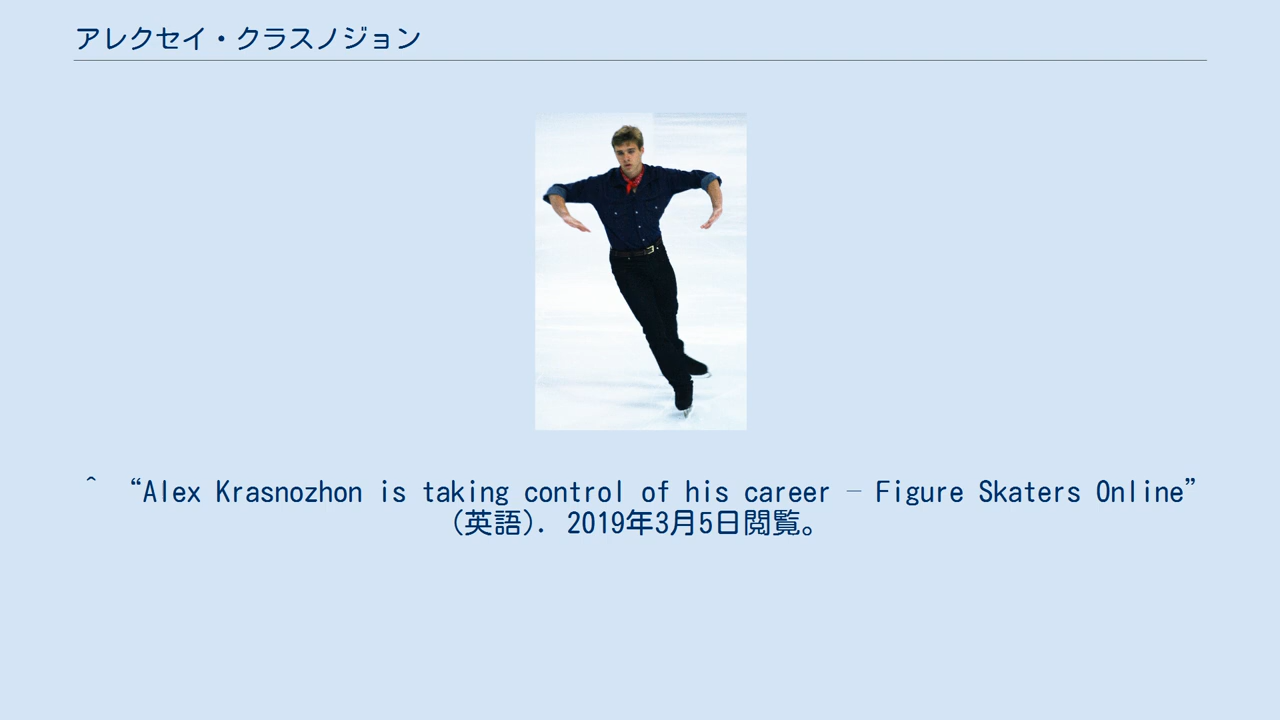 アレクセイ・クラスノジョン
^ “Alex Krasnozhon is taking control of his career – Figure Skaters Online”
(英語). 2019年3月5日閲覧。